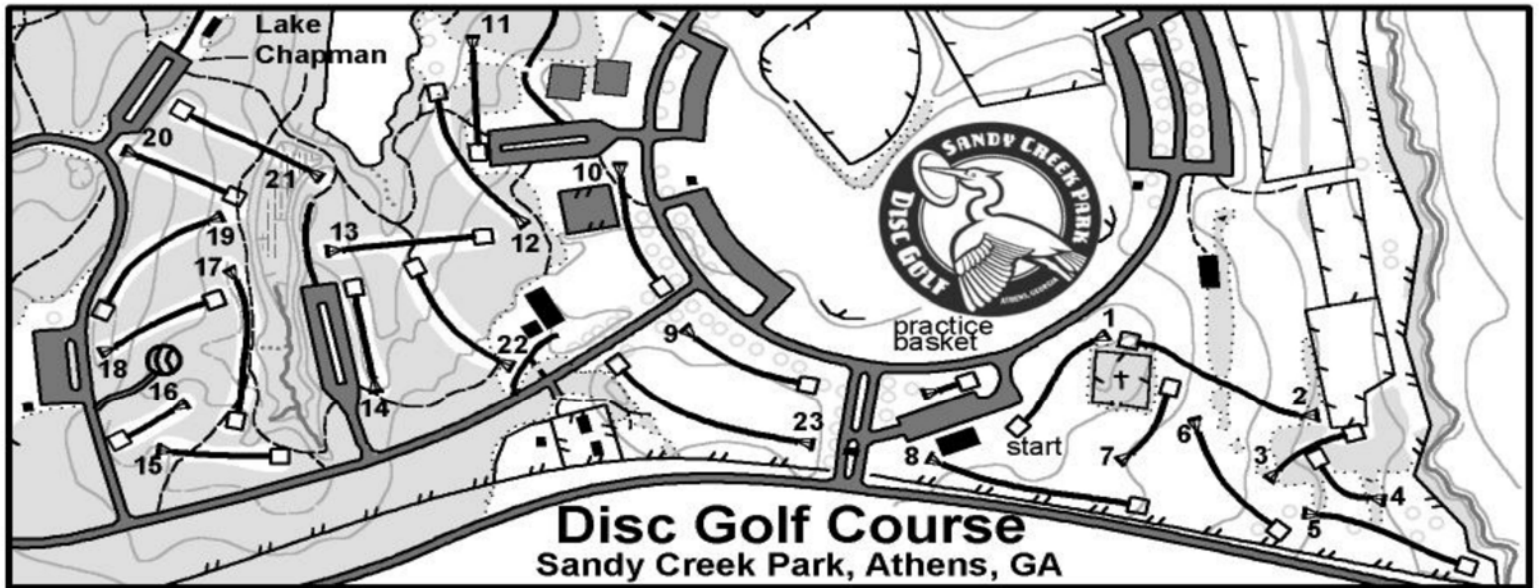 Lake
Chapman
11
20
21
10
12
13
19
17
18
16
22
14
15
9
23
SANDY CREEK PARK
DISC GOLF
ATHENS, GEORGIA
practice
basket
1
2
start
8
7
6
3
4
5
Disc Golf Course
Sandy Creek Park, Athens, GA